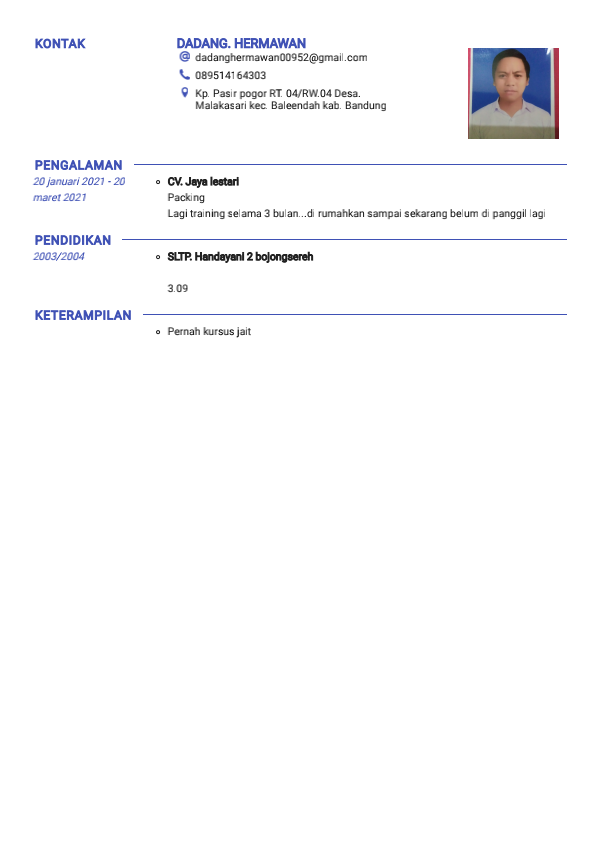 KONTAK
DADANG. HERMAWAN
dadanghermawan00952@gmail.com
089514164303
Kp. Pasir pogor RT. 04/RW.04 Desa.
Malakasari kec. Baleendah kab. Bandung
PENGALAMAN
20 januari 2021 - 20
maret 2021
CV. Jaya lestari
Packing
Lagi training selama 3 bulan...di rumahkan sampai sekarang belum di panggil lagi
PENDIDIKAN
2003/2004
SLTP. Handayani 2 bojongsereh
3.09
KETERAMPILAN
Pernah kursus jait